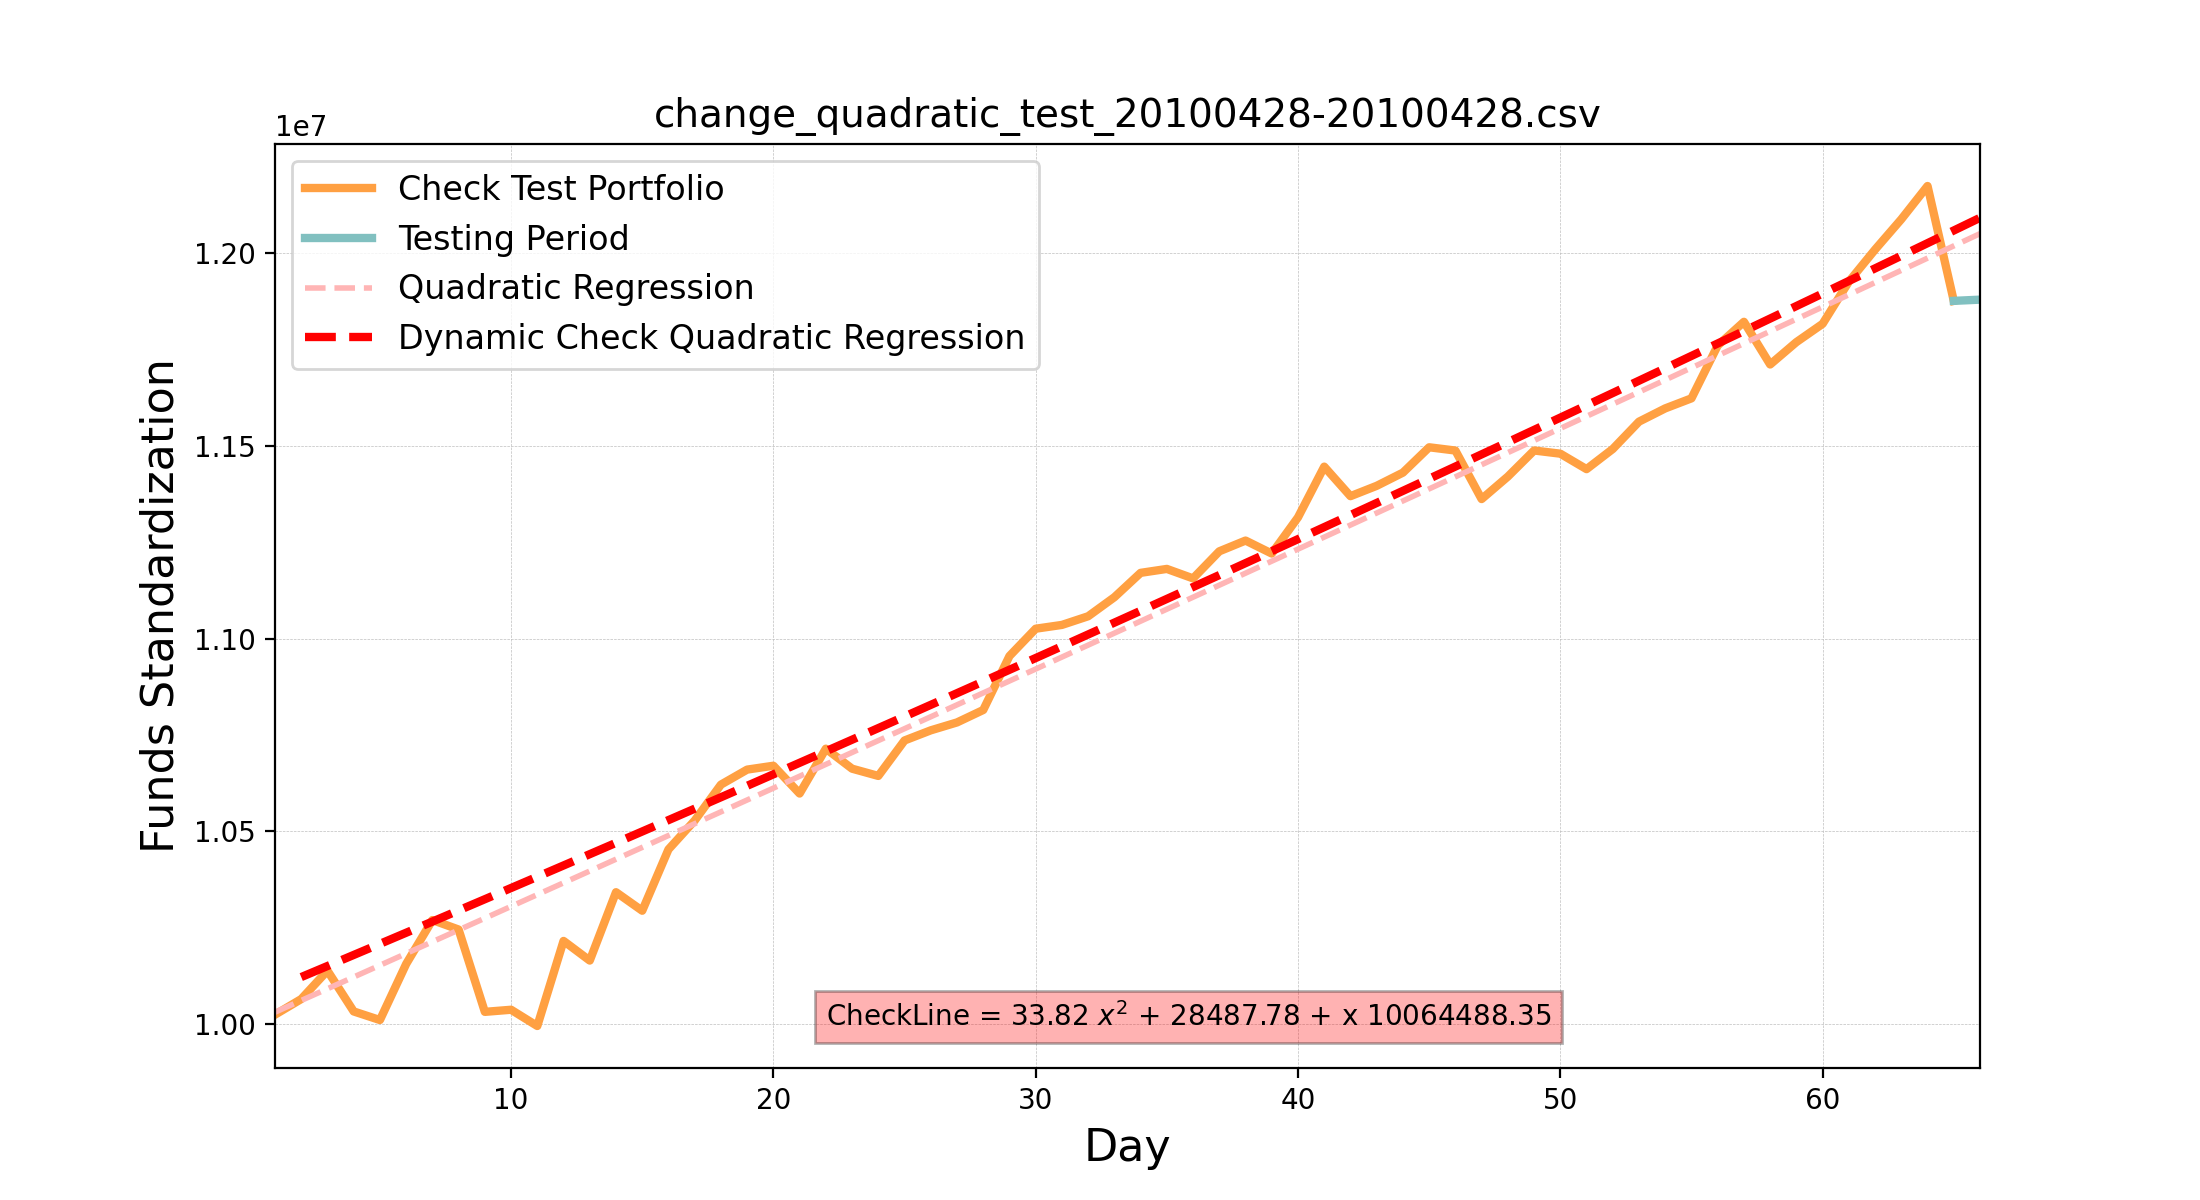 change_quadratic_test_20100428-20100428.csv
1e7
Check Test Portfolio
Testing Period
Quadratic Regression
Dynamic Check Quadratic Regression
Funds Standardization
1.20
1.15
1.10
1.05
1.00
CheckLine = 33.82 x² + 28487.78 + x 10064488.35
10 20 30 40 50 60
Day